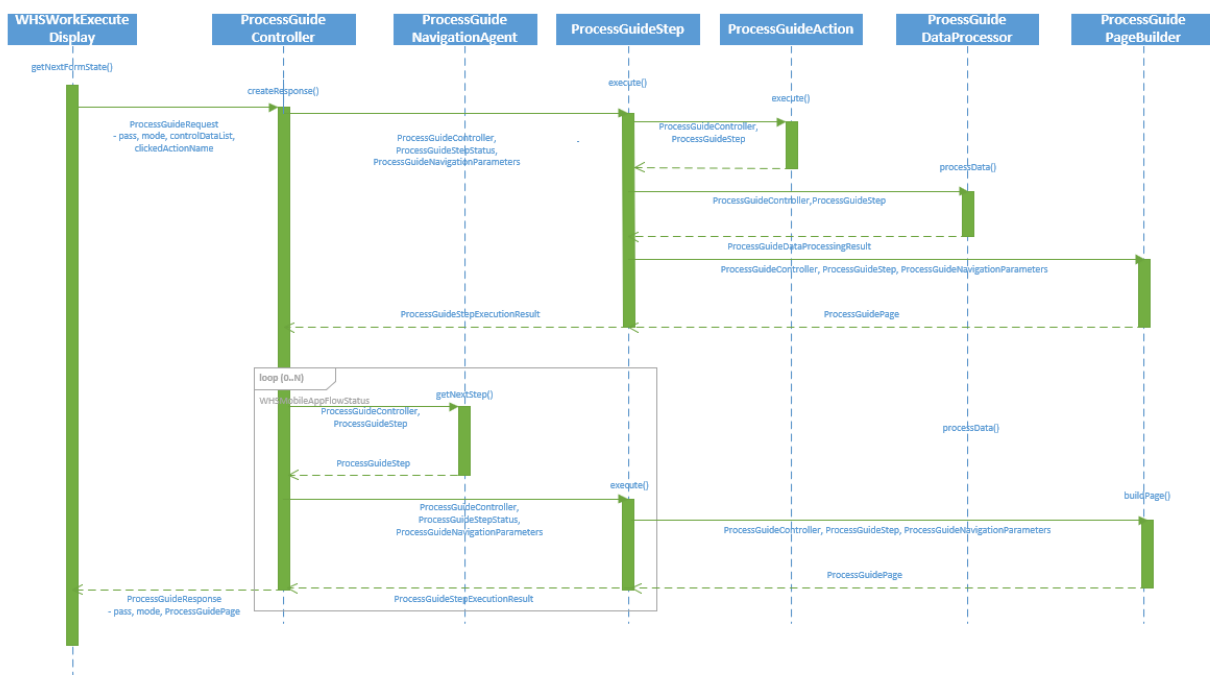 WHSWorkExecute
Display
ProcessGuide
Controller
ProcessGuide
NavigationAgent
ProcessGuideStep
ProcessGuideAction
ProessGuide
DataProcessor
ProcessGuide
PageBuilder
getNextFormState()
createResponse()
execute()
execute()
ProcessGuideRequest
- pass, mode, controlDataList,
clickedActionName
ProcessGuideController,
ProcessGuideStepStatus,
ProcessGuideNavigationParameters
ProcessGuideController,
ProcessGuideStep
processData()
ProcessGuideController,ProcessGuideStep
ProcessGuideDataProcessingResult
ProcessGuideController, ProcessGuideStep, ProcessGuideNavigationParameters
ProcessGuideStepExecutionResult
ProcessGuidePage
loop (0..N)
WHSMobileAppFlowStatus
getNextStep()
ProcessGuideController,
ProcessGuideStep
processData()
ProcessGuideStep
execute()
buildPage()
ProcessGuideController,
ProcessGuideStepStatus,
ProcessGuideNavigationParameters
ProcessGuideController, ProcessGuideStep, ProcessGuideNavigationParameters
ProcessGuidePage
ProcessGuideResponse
- pass, mode, ProcessGuidePage
ProcessGuideStepExecutionResult